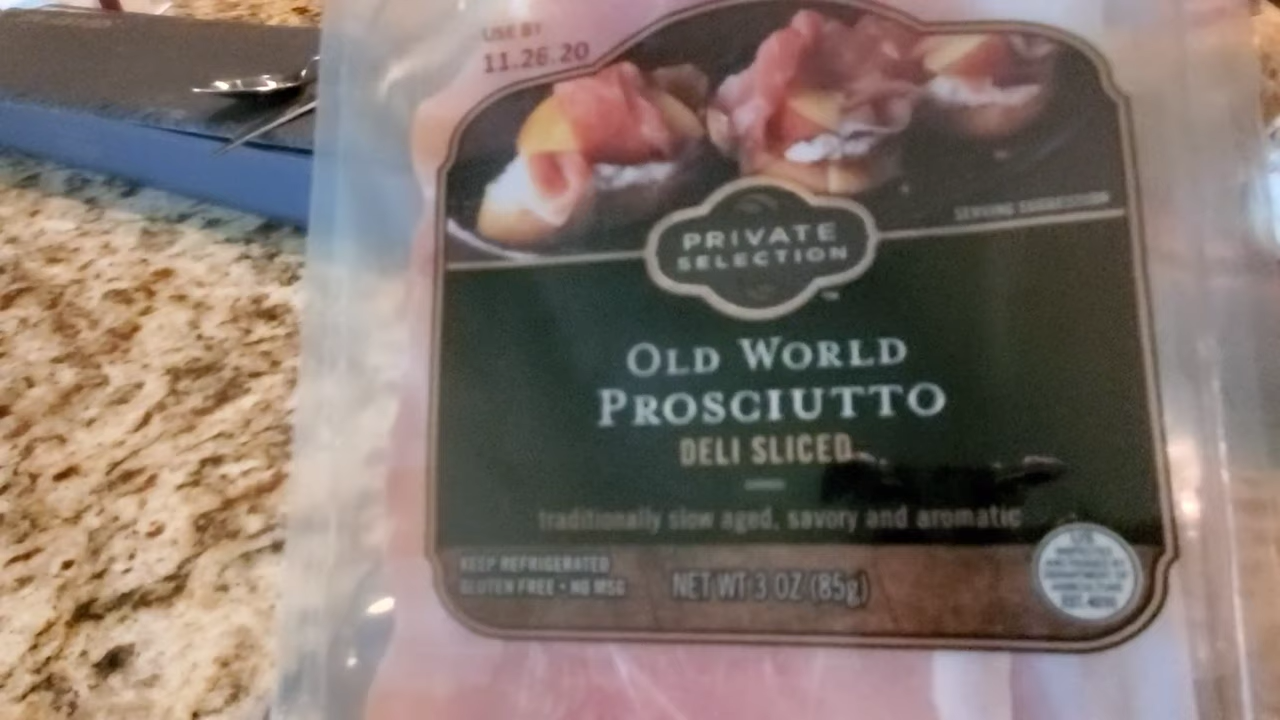 USE BY
11.26.20
SERVING SUGGESTION
PRIVATE
SELECTION
™
OLD WORLD
PROSCIUTTO
DELI SLICED
traditionally slow aged, savory and aromatic
KEEP REFRIGERATED
GLUTEN FREE • NO MSG
NET WT 3 OZ (85g)